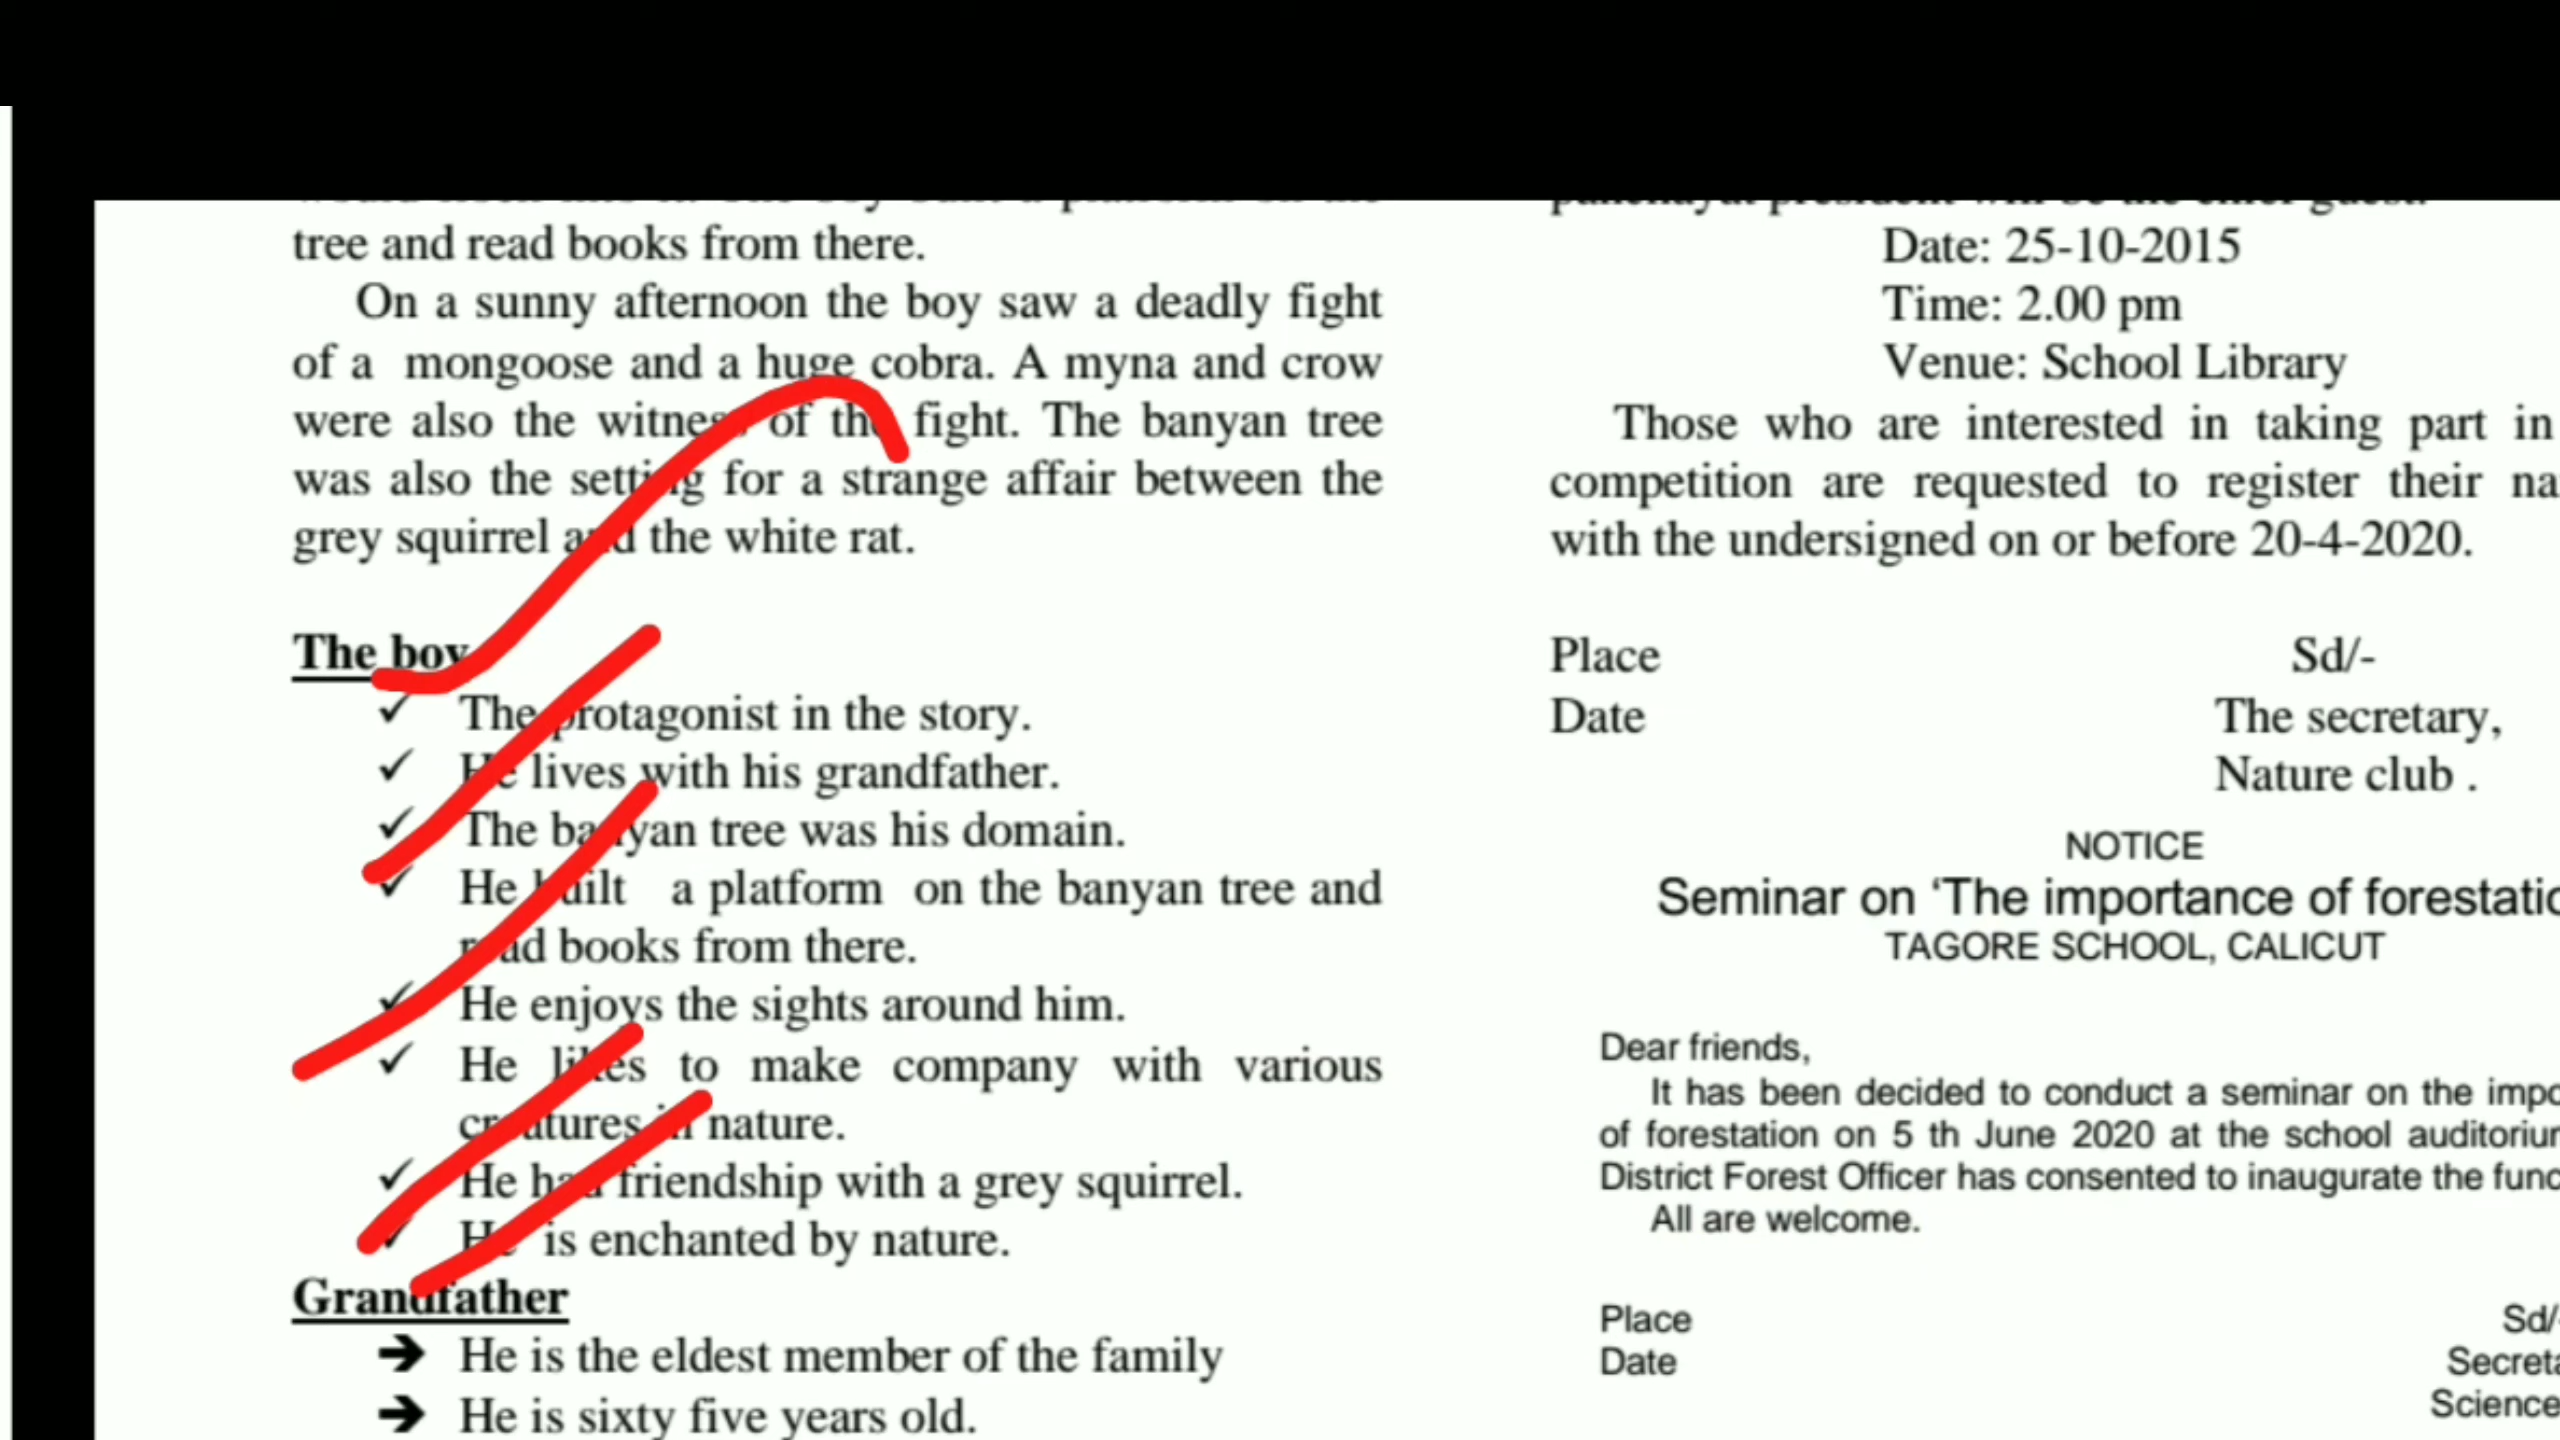 tree and read books from there.
On a sunny afternoon the boy saw a deadly fight
of a mongoose and a huge cobra. A myna and crow
were also the witness of the fight. The banyan tree
was also the setting for a strange affair between the
grey squirrel and the white rat.
The boy
✓ The protagonist in the story.
✓ He lives with his grandfather.
✓ The banyan tree was his domain.
✓ He built a platform on the banyan tree and
read books from there.
✓ He enjoys the sights around him.
✓ He likes to make company with various
creatures in nature.
✓ He had friendship with a grey squirrel.
✓ He is enchanted by nature.
Grandfather
➔ He is the eldest member of the family
➔ He is sixty five years old.
panchayat president will be the chief guest.
Date: 25-10-2015
Time: 2.00 pm
Venue: School Library
Those who are interested in taking part in
competition are requested to register their
with the undersigned on or before 20-4-2020.
Place Sd/-
Date The secretary,
Nature club .
NOTICE
Seminar on ‘The importance of
TAGORE SCHOOL, CALICUT
Dear friends,
It has been decided to conduct a seminar on the
of forestation on 5 th June 2020 at the school
District Forest Officer has consented to inaugurate the
All are welcome.
Place Sd/-
Date
Science